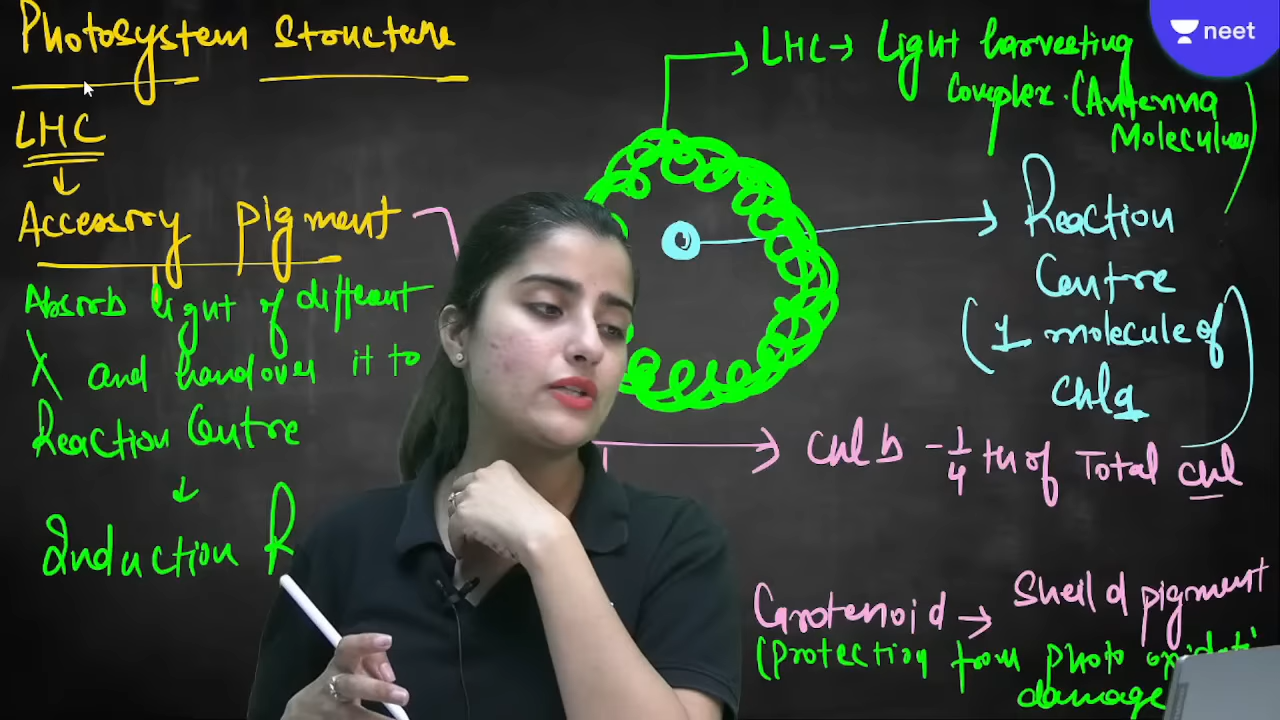 Photosystem Structure
LHC
Accessory pigment
Absorb light of different
λ and handover it to
Reaction Centre
Induction R
LHC → Light harvesting
Complex. (Antenna
Molecules)
Reaction
Centre
(1 molecule of
chl a)
chl b - 1/4 th of Total chl
Carotenoid → Sheild pigment
(Protection from photo oxidati
damage
neet